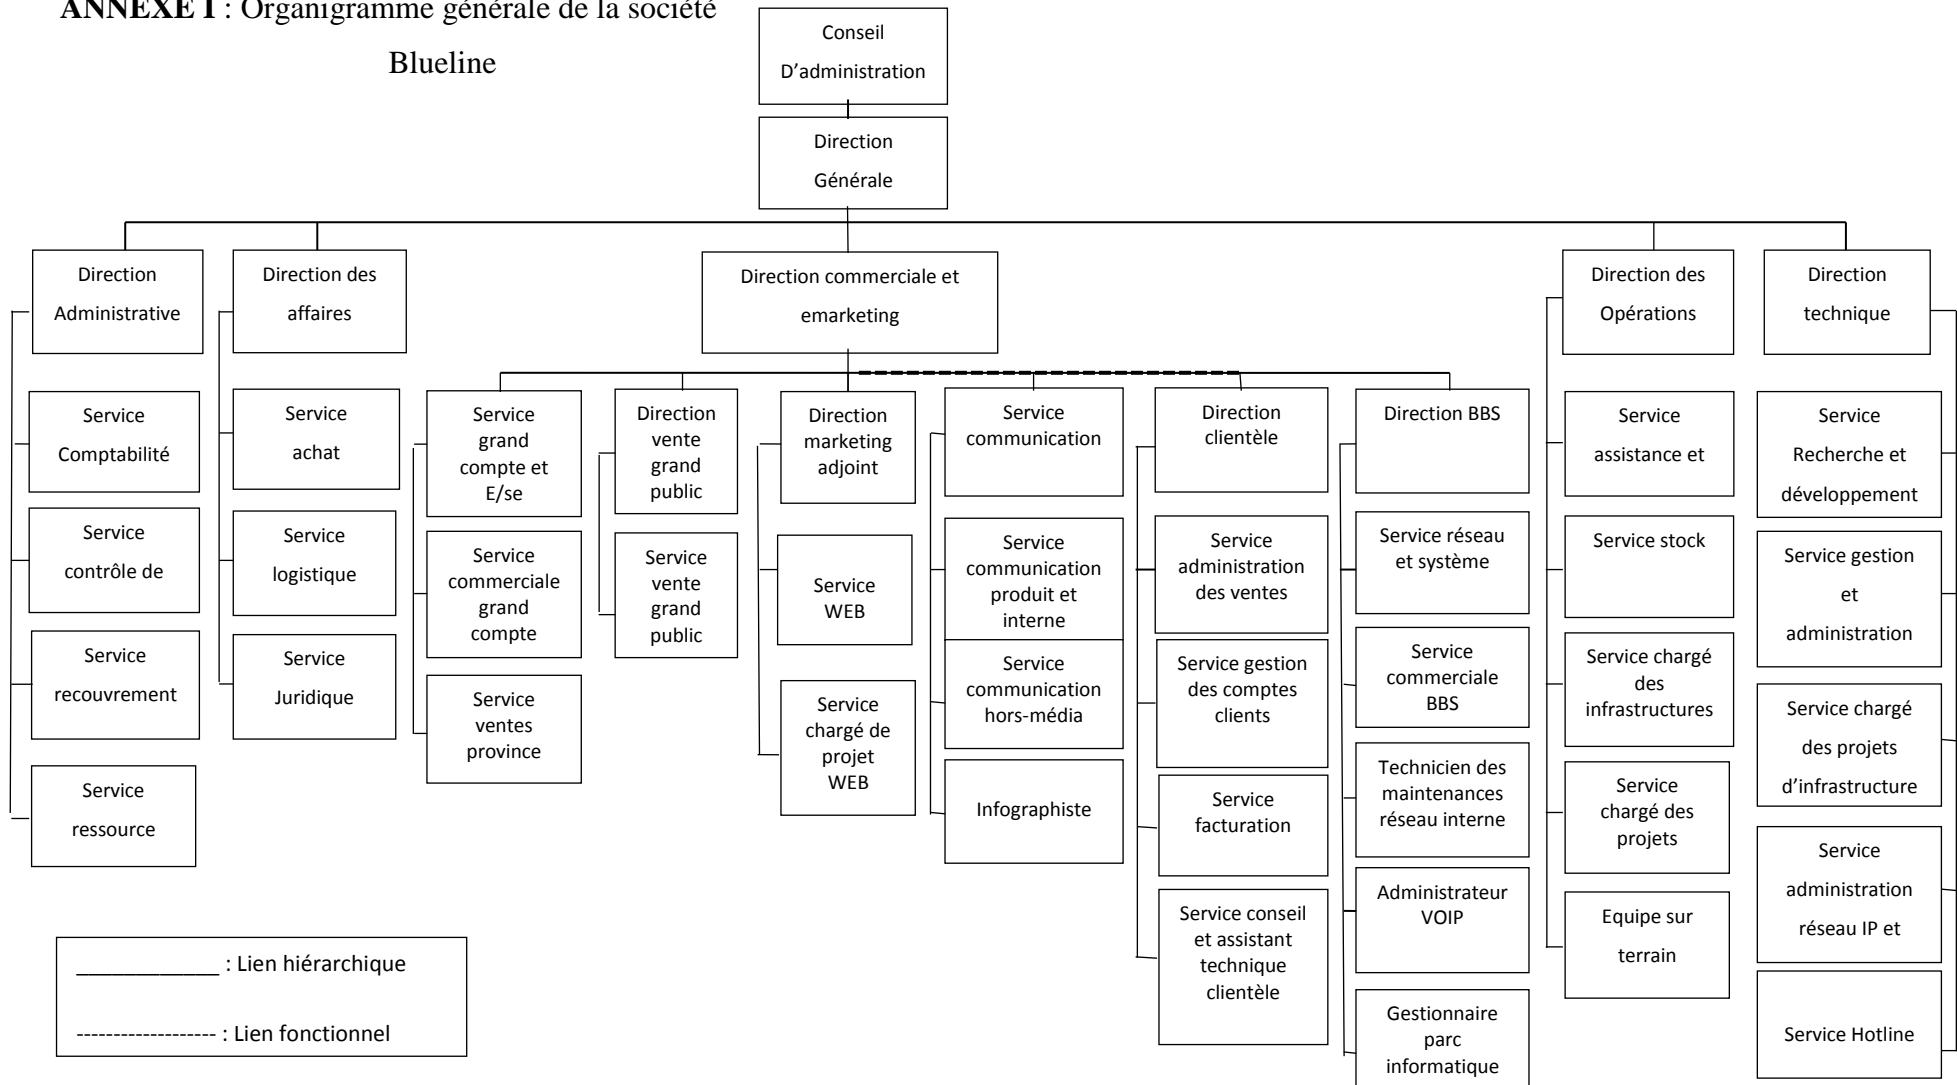 ANNEXE I : Organigramme générale de la société
Blueline
Conseil
D’administration
Direction
Générale
Direction
Administrative
Direction des
affaires
Direction commerciale et
emarketing
Direction des
Opérations
Direction
technique
Service
Comptabilité
Service
contrôle de
Service
recouvrement
Service
ressource
Service
achat
Service
logistique
Service
Juridique
Service
grand
compte et
E/se
Service
commerciale
grand
compte
Service
ventes
province
Direction
vente
grand
public
Service
vente
grand
public
Direction
marketing
adjoint
Service
WEB
Service
chargé de
projet
WEB
Service
communication
Service
communication
produit et
interne
Service
communication
hors-média
Infographiste
Direction
clientèle
Service
administration
des ventes
Service gestion
des comptes
clients
Service
facturation
Service conseil
et assistant
technique
clientèle
Direction BBS
Service réseau
et système
Service
commerciale
BBS
Technicien des
maintenances
réseau interne
Administrateur
VOIP
Gestionnaire
parc
informatique
Service
assistance et
Service stock
Service chargé
des
infrastructures
Service
chargé des
projets
Equipe sur
terrain
Service
Recherche et
développement
Service gestion
et
administration
Service chargé
des projets
d’infrastructure
Service
administration
réseau IP et
Service Hotline
____________ : Lien hiérarchique
------------------- : Lien fonctionnel